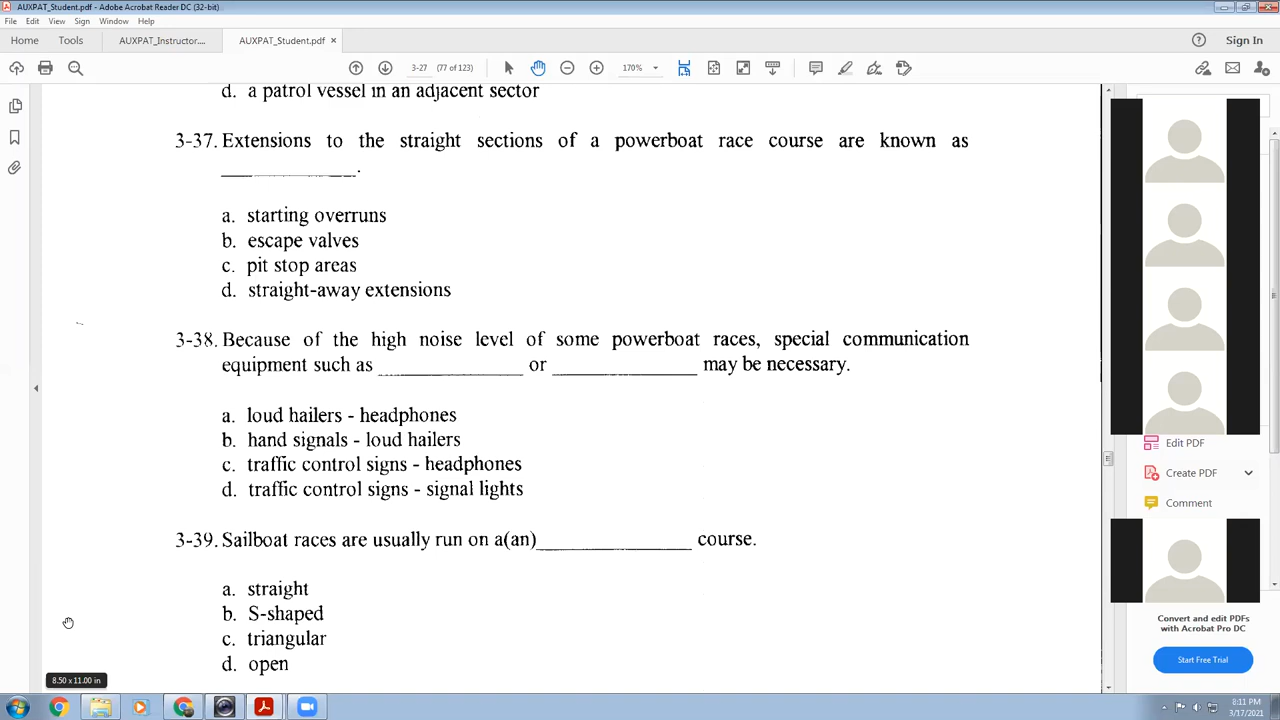 AUXPAT_Student.pdf - Adobe Acrobat Reader DC (32-bit)
File Edit View Sign Window Help
Home Tools AUXPAT_Instructor.... AUXPAT_Student.pdf × Sign In
3-27 (77 of 123) 170%
d. a patrol vessel in an adjacent sector
3-37. Extensions to the straight sections of a powerboat race course are known as
____________.
a. starting overruns
b. escape valves
c. pit stop areas
d. straight-away extensions
3-38. Because of the high noise level of some powerboat races, special communication
equipment such as ____________ or ____________ may be necessary.
a. loud hailers - headphones
b. hand signals - loud hailers
c. traffic control signs - headphones
d. traffic control signs - signal lights
3-39. Sailboat races are usually run on a(an)____________ course.
a. straight
b. S-shaped
c. triangular
d. open
8.50 x 11.00 in
Edit PDF
Create PDF
Comment
Convert and edit PDFs
with Acrobat Pro DC
Start Free Trial
8:11 PM
3/17/2021